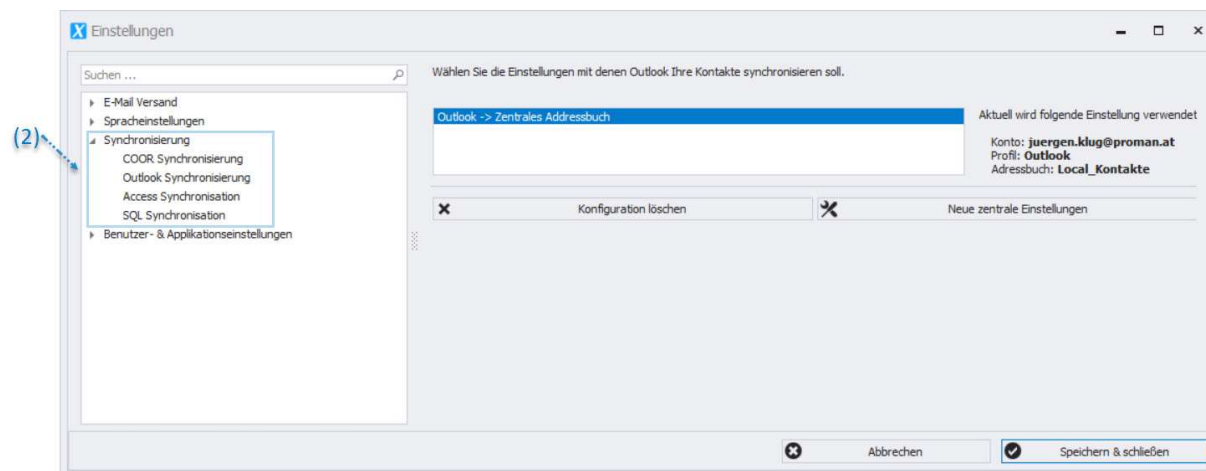 X Einstellungen
Suchen ...
Wählen Sie die Einstellungen mit denen Outlook Ihre Kontakte synchronisieren soll.
E-Mail Versand
Spracheinstellungen
(2)
Synchronisierung
COOR Synchronisierung
Outlook Synchronisierung
Access Synchronisation
SQL Synchronisation
Benutzer- & Applikationseinstellungen
Outlook -> Zentrales Addressbuch
Aktuell wird folgende Einstellung verwendet
Konto: juergen.klug@proman.at
Profil: Outlook
Adressbuch: Local_Kontakte
Konfiguration löschen
Neue zentrale Einstellungen
Abbrechen
Speichern & schließen